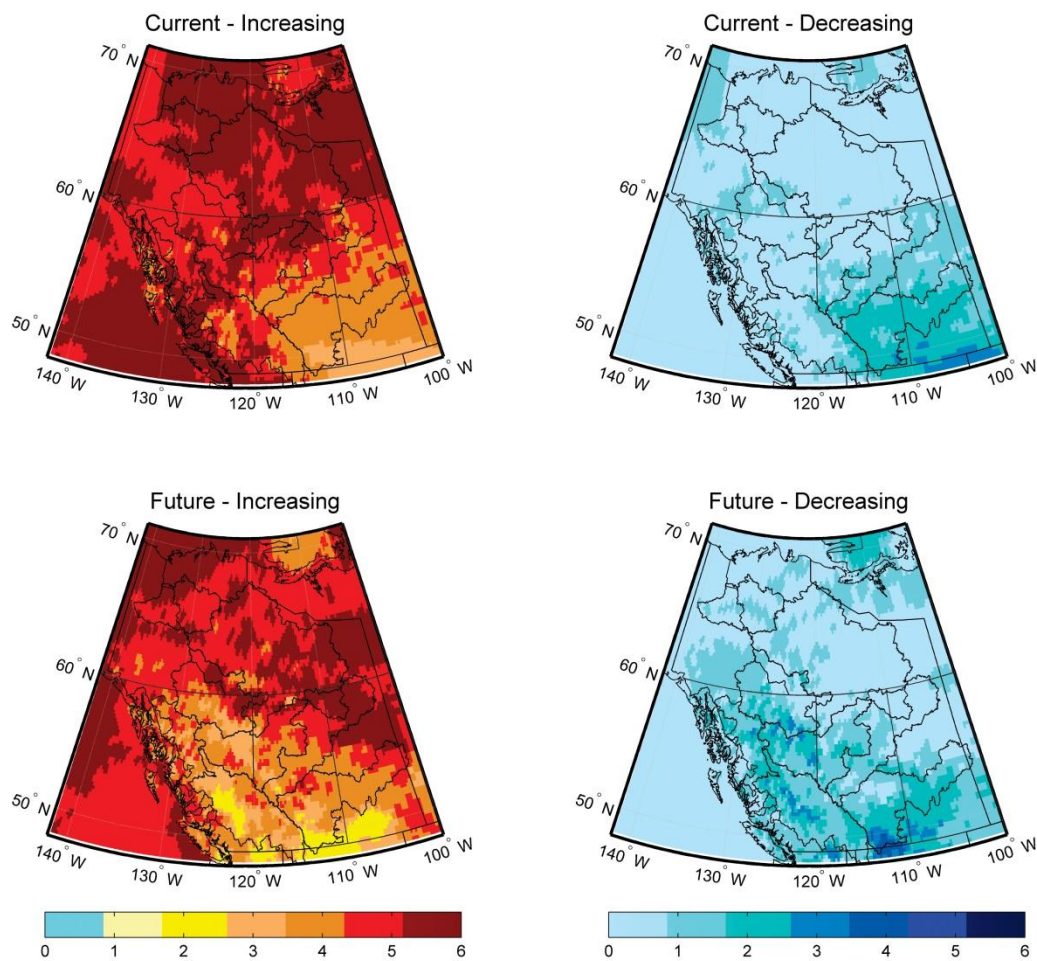 Current - Increasing
Current - Decreasing
70° N
60° N
50° N
140° W
130° W
120° W
110° W
100° W
70° N
60° N
50° N
140° W
130° W
120° W
110° W
100° W
Future - Increasing
Future - Decreasing
70° N
60° N
50° N
140° W
130° W
120° W
110° W
100° W
70° N
60° N
50° N
140° W
130° W
120° W
110° W
100° W
0 1 2 3 4 5 6
0 1 2 3 4 5 6